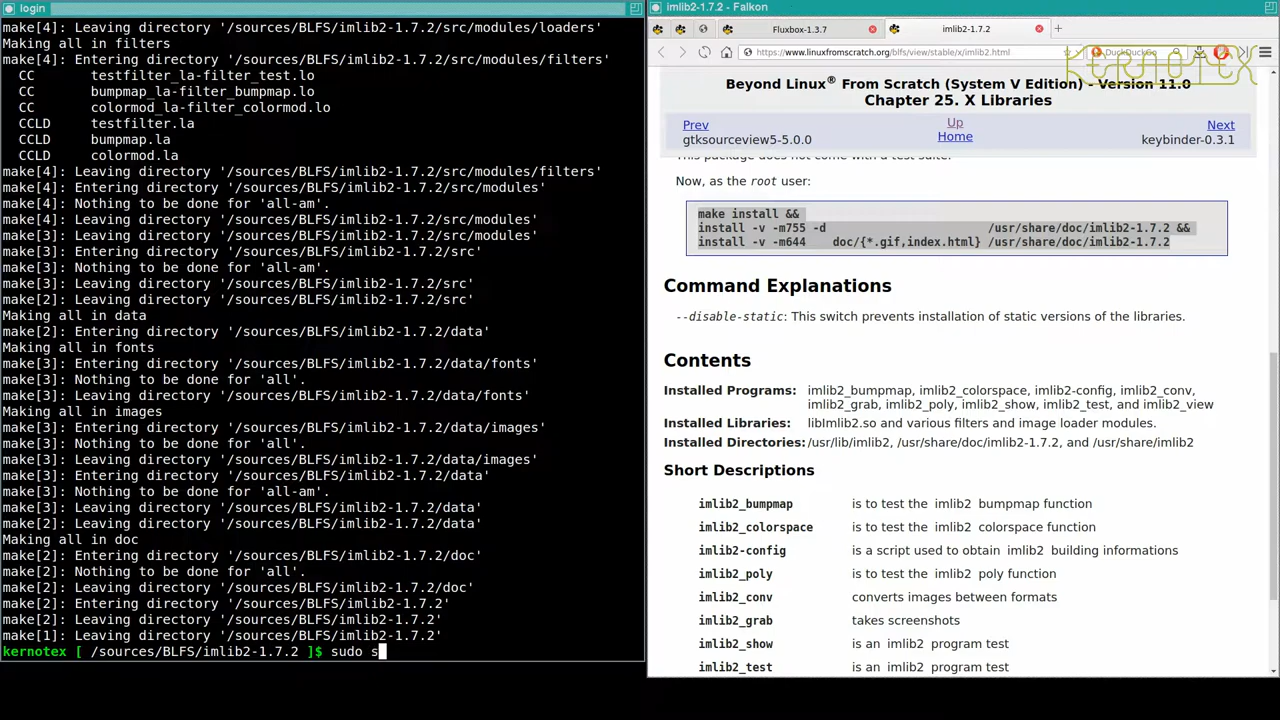 login
make[4]: Leaving directory '/sources/BLFS/imlib2-1.7.2/src/modules/loaders'
Making all in filters
make[4]: Entering directory '/sources/BLFS/imlib2-1.7.2/src/modules/filters'
CC testfilter_la-filter_test.lo
CC bumpmap_la-filter_bumpmap.lo
CC colormod_la-filter_colormod.lo
CCLD testfilter.la
CCLD bumpmap.la
CCLD colormod.la
make[4]: Leaving directory '/sources/BLFS/imlib2-1.7.2/src/modules/filters'
make[4]: Entering directory '/sources/BLFS/imlib2-1.7.2/src/modules'
make[4]: Nothing to be done for 'all-am'.
make[4]: Leaving directory '/sources/BLFS/imlib2-1.7.2/src/modules'
make[3]: Leaving directory '/sources/BLFS/imlib2-1.7.2/src/modules'
make[3]: Entering directory '/sources/BLFS/imlib2-1.7.2/src'
make[3]: Nothing to be done for 'all-am'.
make[3]: Leaving directory '/sources/BLFS/imlib2-1.7.2/src'
make[2]: Leaving directory '/sources/BLFS/imlib2-1.7.2/src'
Making all in data
make[2]: Entering directory '/sources/BLFS/imlib2-1.7.2/data'
Making all in fonts
make[3]: Entering directory '/sources/BLFS/imlib2-1.7.2/data/fonts'
make[3]: Nothing to be done for 'all'.
make[3]: Leaving directory '/sources/BLFS/imlib2-1.7.2/data/fonts'
Making all in images
make[3]: Entering directory '/sources/BLFS/imlib2-1.7.2/data/images'
make[3]: Nothing to be done for 'all'.
make[3]: Leaving directory '/sources/BLFS/imlib2-1.7.2/data/images'
make[3]: Entering directory '/sources/BLFS/imlib2-1.7.2/data'
make[3]: Nothing to be done for 'all-am'.
make[3]: Leaving directory '/sources/BLFS/imlib2-1.7.2/data'
make[2]: Leaving directory '/sources/BLFS/imlib2-1.7.2/data'
Making all in doc
make[2]: Entering directory '/sources/BLFS/imlib2-1.7.2/doc'
make[2]: Nothing to be done for 'all'.
make[2]: Leaving directory '/sources/BLFS/imlib2-1.7.2/doc'
make[2]: Entering directory '/sources/BLFS/imlib2-1.7.2'
make[2]: Leaving directory '/sources/BLFS/imlib2-1.7.2'
make[1]: Leaving directory '/sources/BLFS/imlib2-1.7.2'
kernotex [ /sources/BLFS/imlib2-1.7.2 ]$ sudo s
imlib2-1.7.2 - Falkon
Fluxbox-1.3.7
imlib2-1.7.2
https://www.linuxfromscratch.org/blfs/view/stable/x/imlib2.html
DuckDuckGo
KERNOTEX
Beyond Linux® From Scratch (System V Edition) - Version 11.0
Chapter 25. X Libraries
Prev
gtksourceview5-5.0.0
Up
Home
Next
keybinder-0.3.1
This package does not come with a test suite.
Now, as the root user:
make install &&
install -v -m755 -d /usr/share/doc/imlib2-1.7.2 &&
install -v -m644 doc/{*.gif,index.html} /usr/share/doc/imlib2-1.7.2
Command Explanations
--disable-static: This switch prevents installation of static versions of the libraries.
Contents
Installed Programs: imlib2_bumpmap, imlib2_colorspace, imlib2-config, imlib2_conv,
imlib2_grab, imlib2_poly, imlib2_show, imlib2_test, and imlib2_view
Installed Libraries: libImlib2.so and various filters and image loader modules.
Installed Directories: /usr/lib/imlib2, /usr/share/doc/imlib2-1.7.2, and /usr/share/imlib2
Short Descriptions
imlib2_bumpmap is to test the imlib2 bumpmap function
imlib2_colorspace is to test the imlib2 colorspace function
imlib2-config is a script used to obtain imlib2 building informations
imlib2_poly is to test the imlib2 poly function
imlib2_conv converts images between formats
imlib2_grab takes screenshots
imlib2_show is an imlib2 program test
imlib2_test is an imlib2 program test